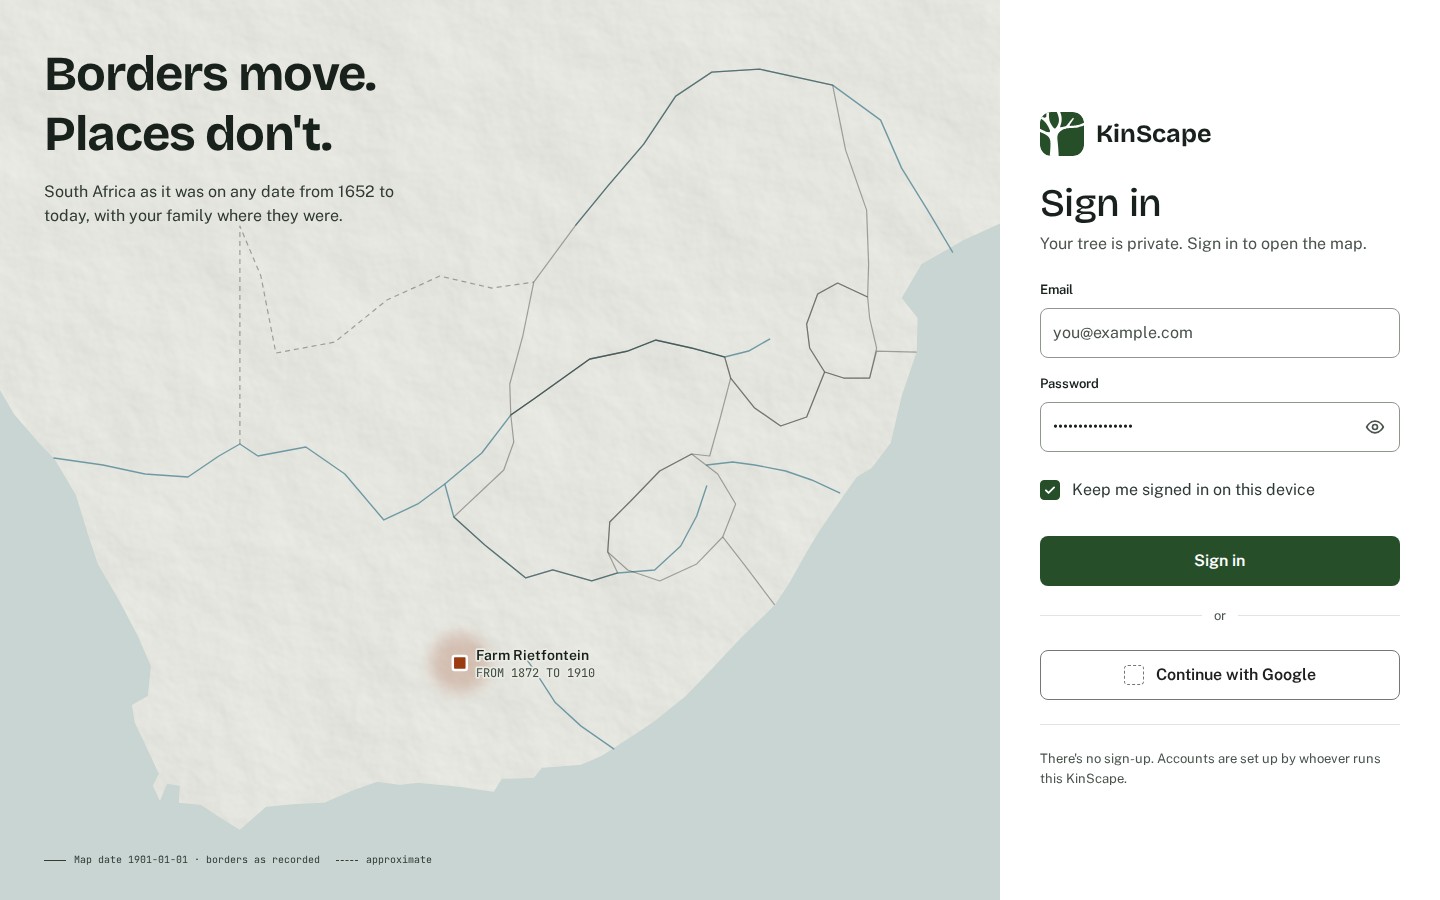 Borders move.
Places don't.
South Africa as it was on any date from 1652 to
today, with your family where they were.
Farm Rietfontein
FROM 1872 TO 1910
Map date 1901-01-01 · borders as recorded
approximate
KinScape
Sign in
Your tree is private. Sign in to open the map.
Email
you@example.com
Password
••••••••••••••••
Keep me signed in on this device
Sign in
or
Continue with Google
There's no sign-up. Accounts are set up by whoever runs
this KinScape.